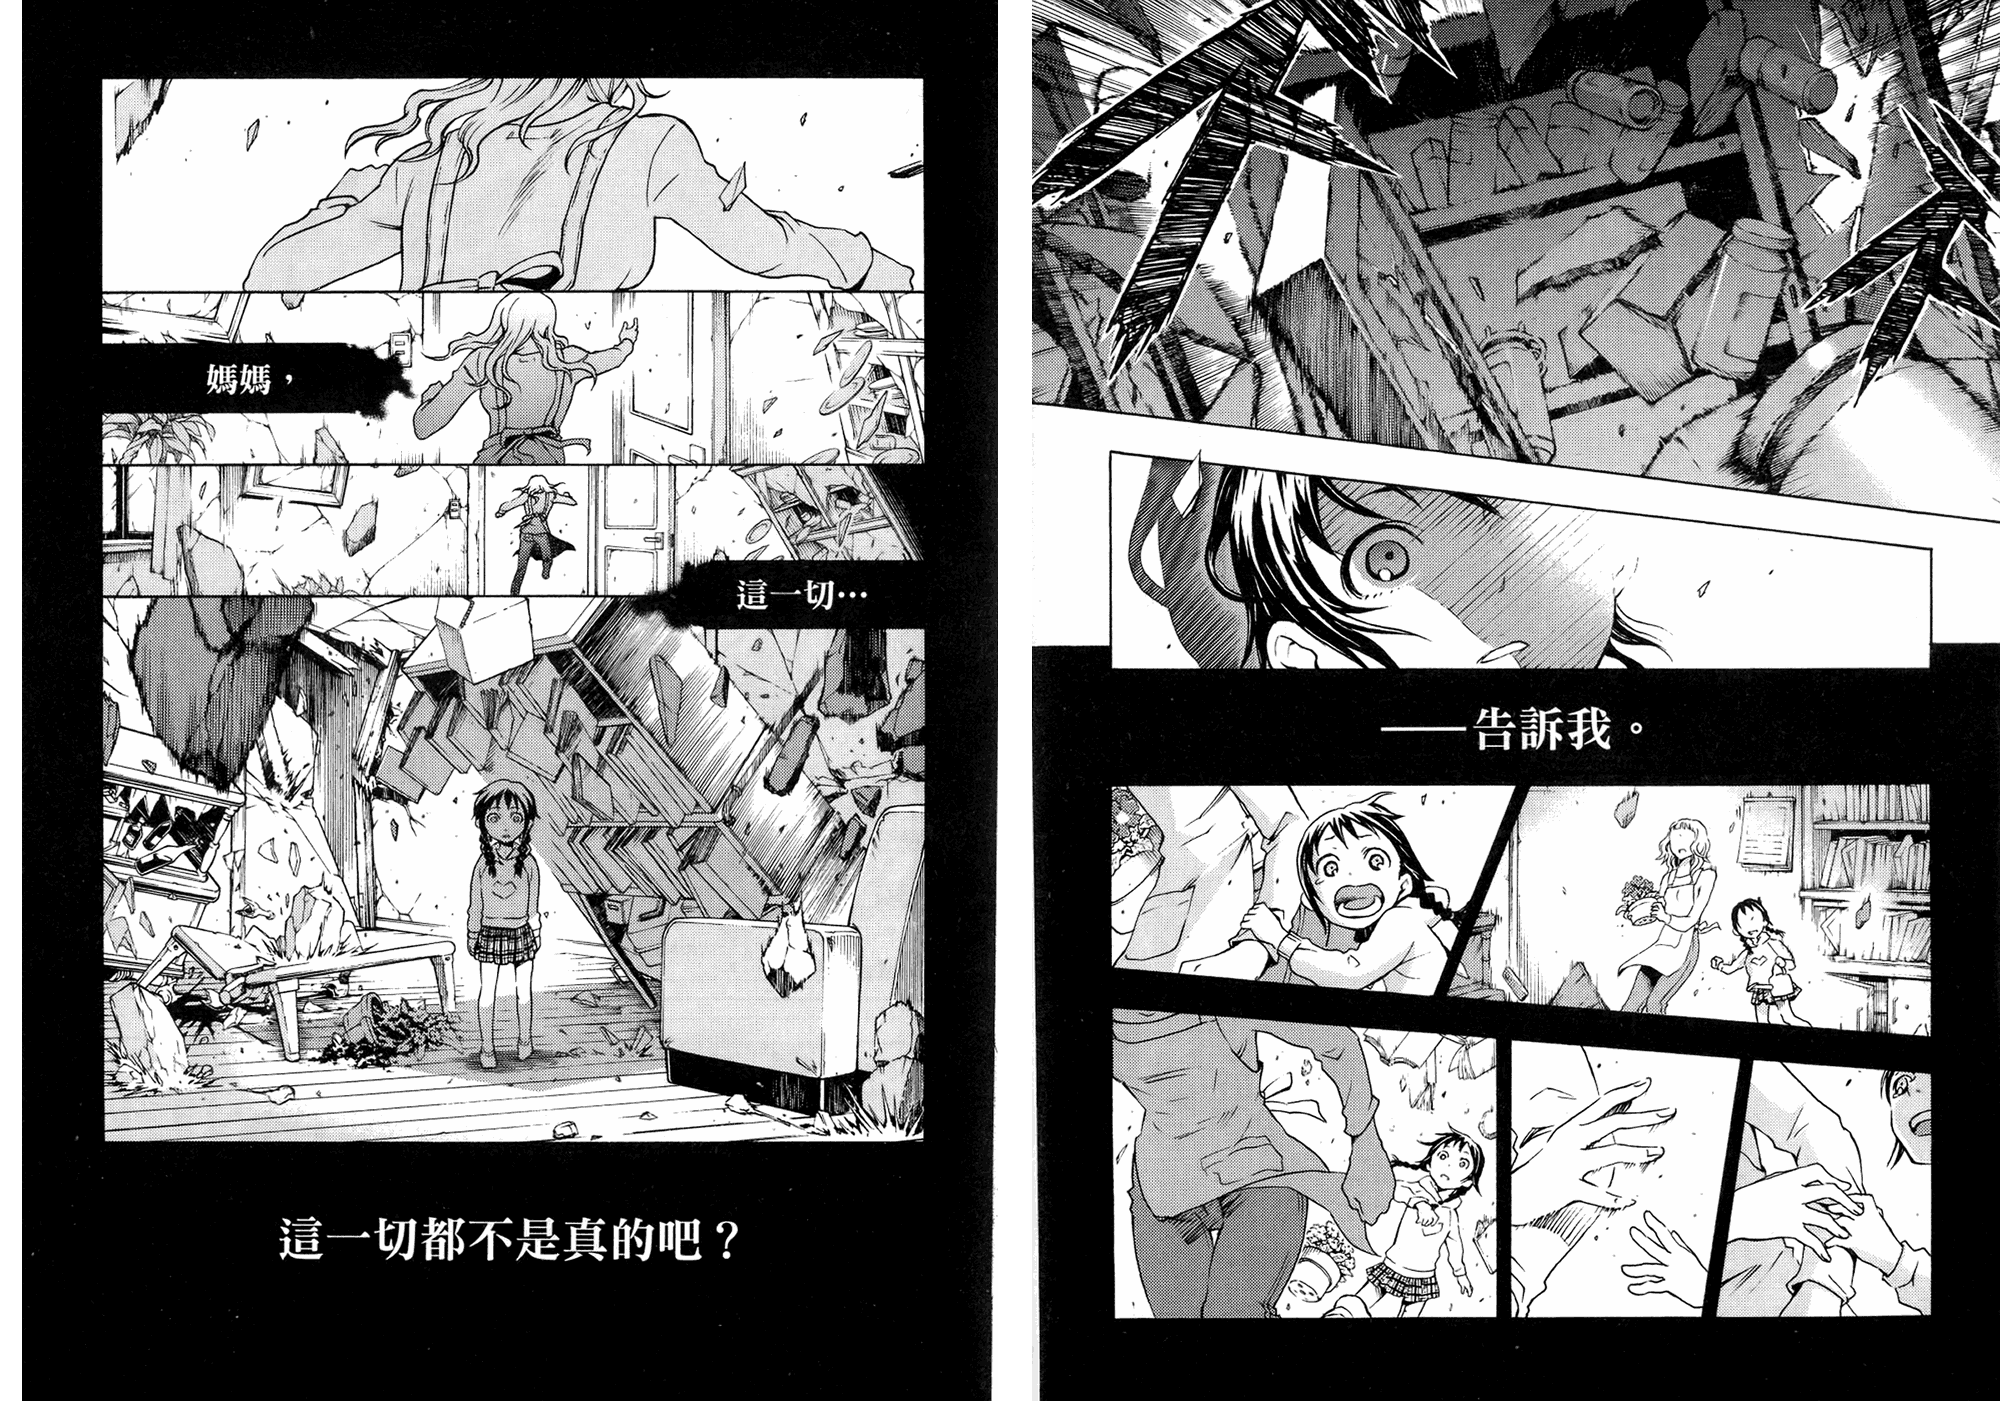 ——告訴我。
媽媽，
這一切…
這一切都不是真的吧？